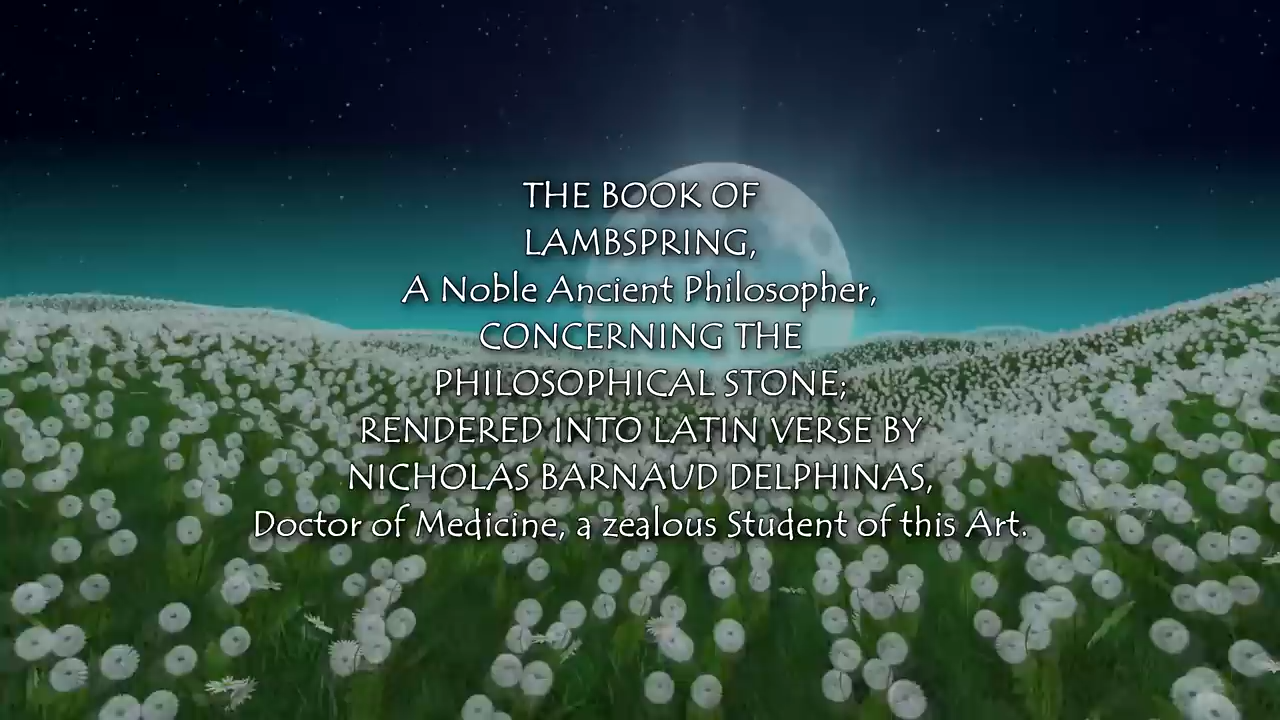 THE BOOK OF
LAMBSPRING,
A Noble Ancient Philosopher,
CONCERNING THE
PHILOSOPHICAL STONE;
RENDERED INTO LATIN VERSE BY
NICHOLAS BARNAUD DELPHINAS,
Doctor of Medicine, a zealous Student of this Art.